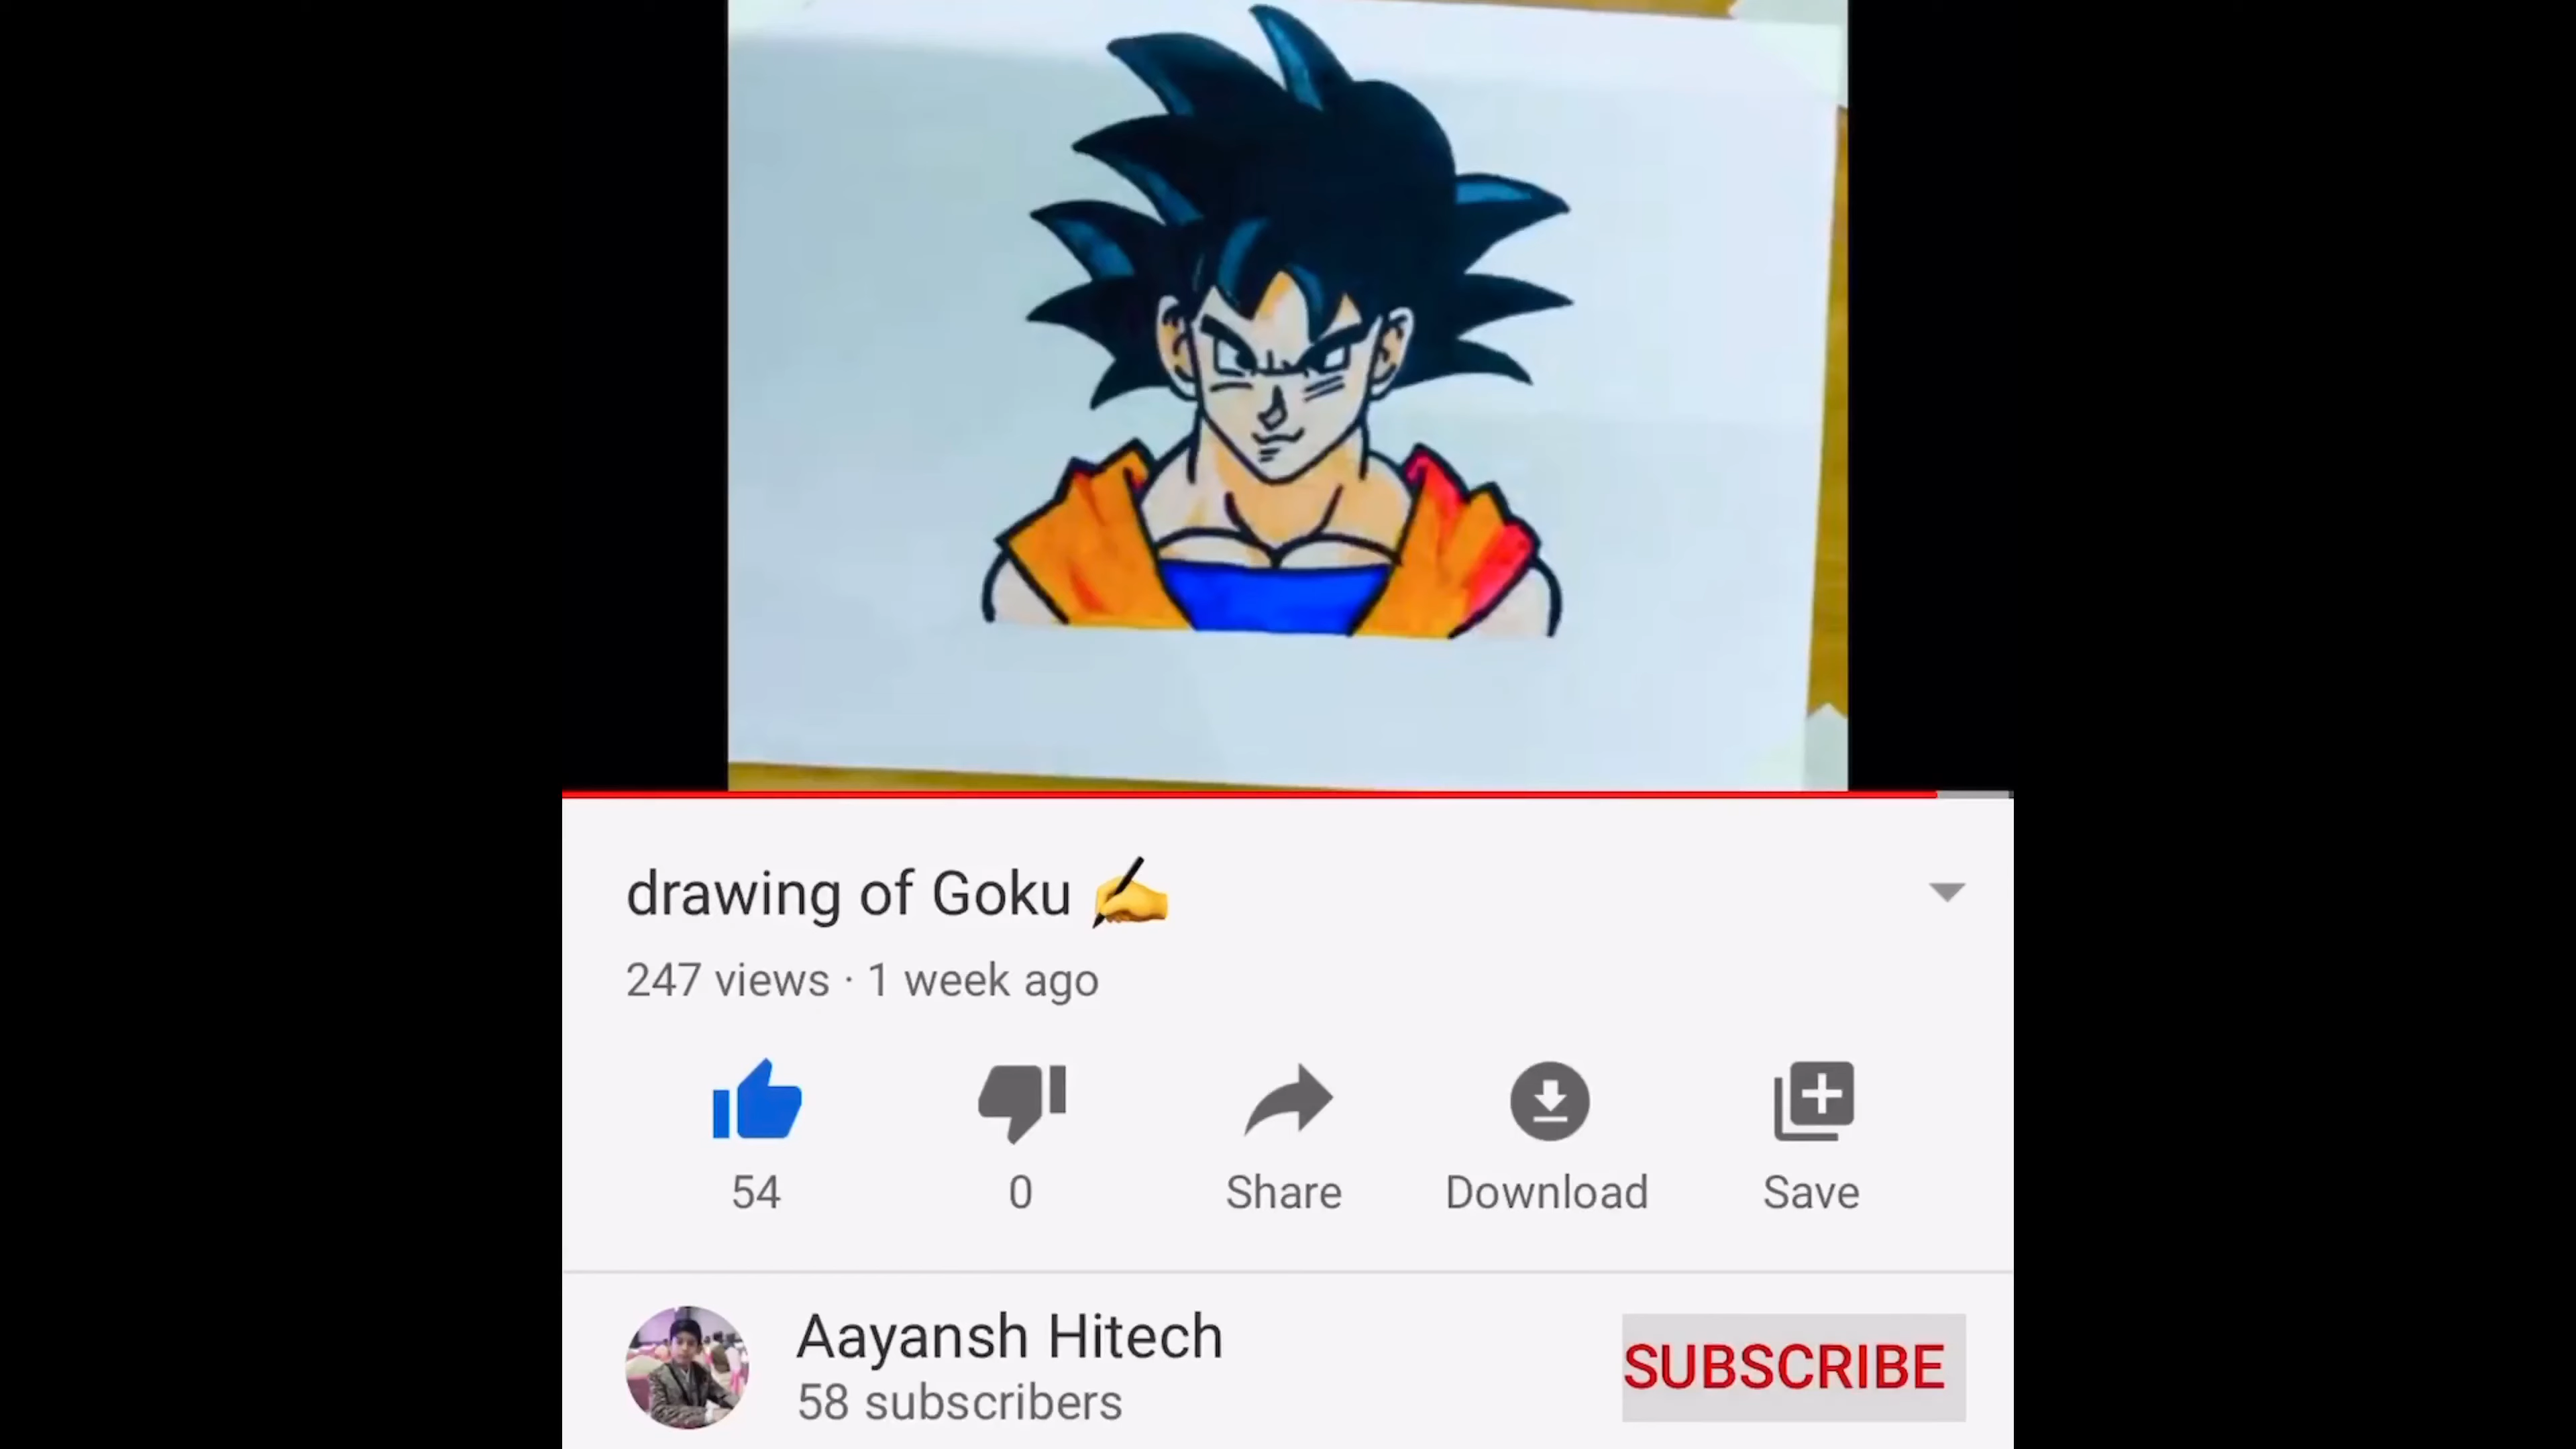 drawing of Goku ✍
247 views · 1 week ago
54
0
Share
Download
Save
Aayansh Hitech
58 subscribers
SUBSCRIBE